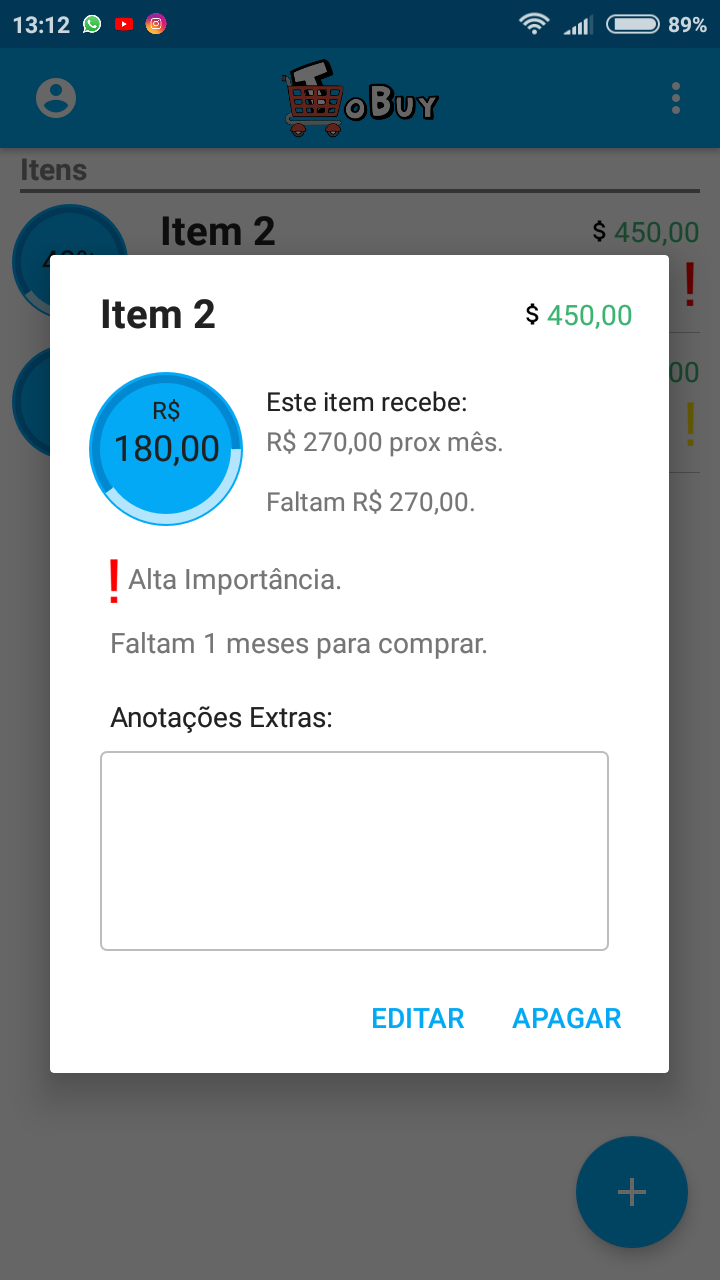 13:12
89%
ToBuy
Itens
Item 2
$ 450,00
Item 2
$ 450,00
R$
180,00
Este item recebe:
R$ 270,00 prox mês.
Faltam R$ 270,00.
Alta Importância.
Faltam 1 meses para comprar.
Anotações Extras:
EDITAR
APAGAR